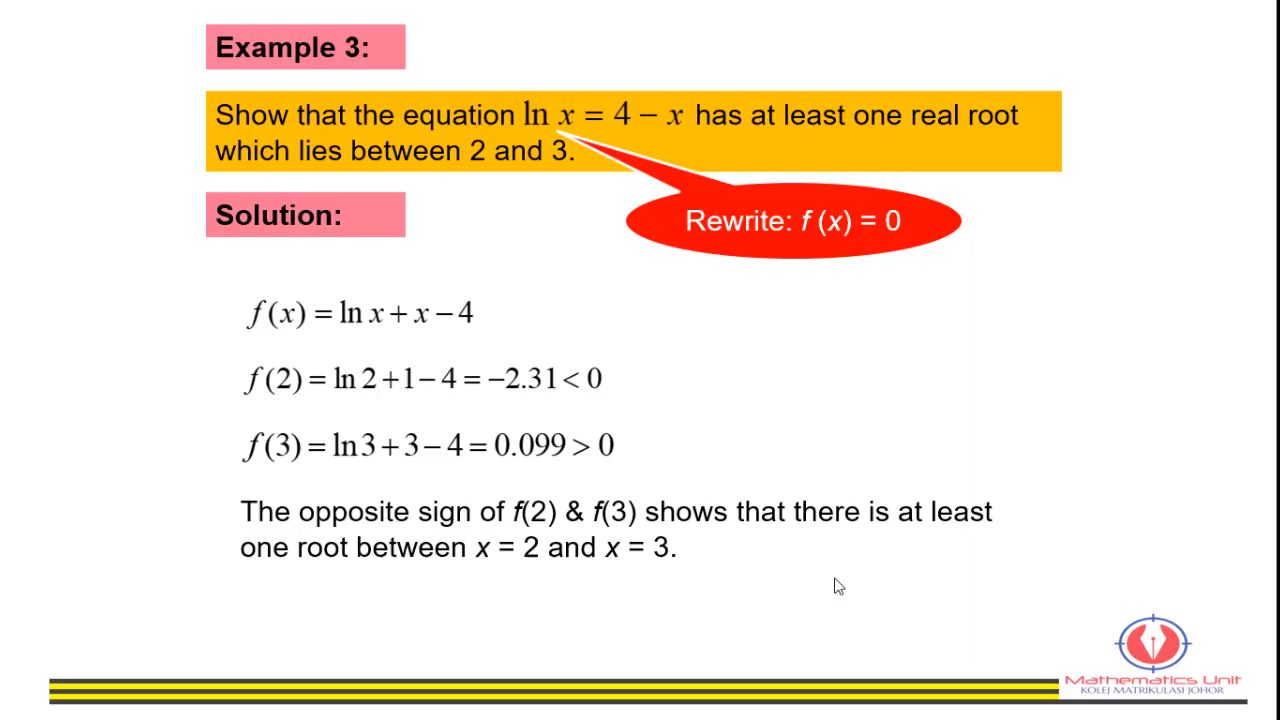 Example 3:
Show that the equation ln x = 4 − x has at least one real root
which lies between 2 and 3.
Solution:
Rewrite: f (x) = 0
f(x) = ln x + x − 4
f(2) = ln 2 + 1 − 4 = −2.31 < 0
f(3) = ln 3 + 3 − 4 = 0.099 > 0
The opposite sign of f(2) & f(3) shows that there is at least
one root between x = 2 and x = 3.
Mathematics Unit
KOLEJ MATRIKULASI JOHOR